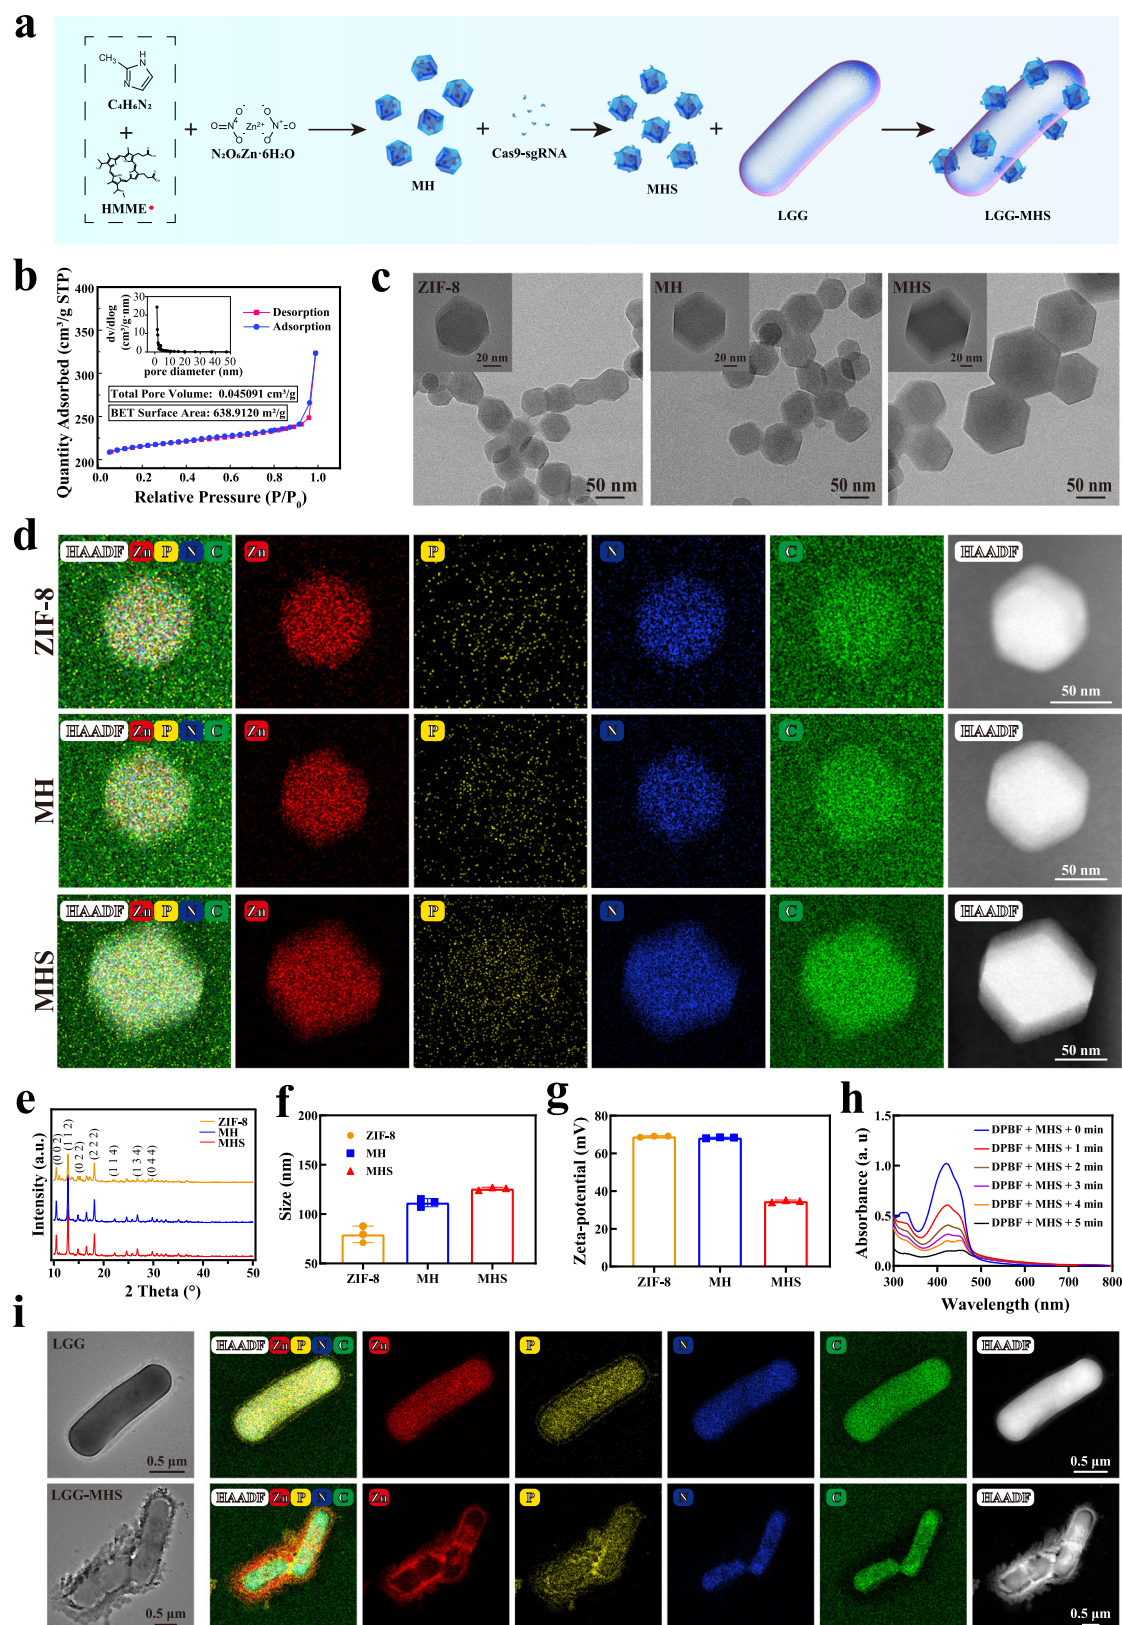 a
CH₃
H
N
N
C₄H₆N₂
+
HMME
+
O=N⁺ O⁻ Zn²⁺ ⁻O N⁺=O
O⁻ ⁻O
N₂O₆Zn·6H₂O
MH
+
Cas9-sgRNA
MHS
+
LGG
LGG-MHS
b
Quantity Adsorbed (cm³/g STP)
400
350
300
250
200
0.0 0.2 0.4 0.6 0.8 1.0
Relative Pressure (P/P₀)
dv/dlog (cm³/g·nm)
30
20
10
0
0 10 20 30 40 50
pore diameter (nm)
Desorption
Adsorption
Total Pore Volume: 0.045091 cm³/g
BET Surface Area: 638.9120 m²/g
c
ZIF-8
20 nm
50 nm
MH
20 nm
50 nm
MHS
20 nm
50 nm
d
ZIF-8
HAADF Zn P N C
Zn
P
N
C
HAADF
50 nm
MH
HAADF Zn P N C
Zn
P
N
C
HAADF
50 nm
MHS
HAADF Zn P N C
Zn
P
N
C
HAADF
50 nm
e
Intensity (a.u.)
(0 0 2)
(1 1 2)
(0 2 2)
(2 2 2)
(1 1 4)
(1 3 4)
(0 4 4)
ZIF-8
MH
MHS
10 20 30 40 50
2 Theta (°)
f
Size (nm)
200
150
100
50
ZIF-8
MH
MHS
ZIF-8 MH MHS
g
Zeta-potential (mV)
80
60
40
20
0
ZIF-8 MH MHS
h
Absorbance (a. u)
1.5
1.0
0.5
0.0
DPBF + MHS + 0 min
DPBF + MHS + 1 min
DPBF + MHS + 2 min
DPBF + MHS + 3 min
DPBF + MHS + 4 min
DPBF + MHS + 5 min
300 400 500 600 700 800
Wavelength (nm)
i
LGG
0.5 μm
HAADF Zn P N C
Zn
P
N
C
HAADF
0.5 μm
LGG-MHS
0.5 μm
HAADF Zn P N C
Zn
P
N
C
HAADF
0.5 μm